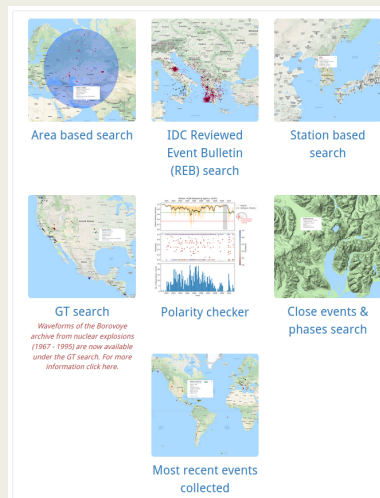 Area based search
IDC Reviewed
Event Bulletin
(REB) search
Station based
search
GT search
Waveforms of the Borovoye
archive from nuclear explosions
(1967 - 1995) are now available
under the GT search. For more
information click here.
Polarity checker
Close events &
phases search
Most recent events
collected